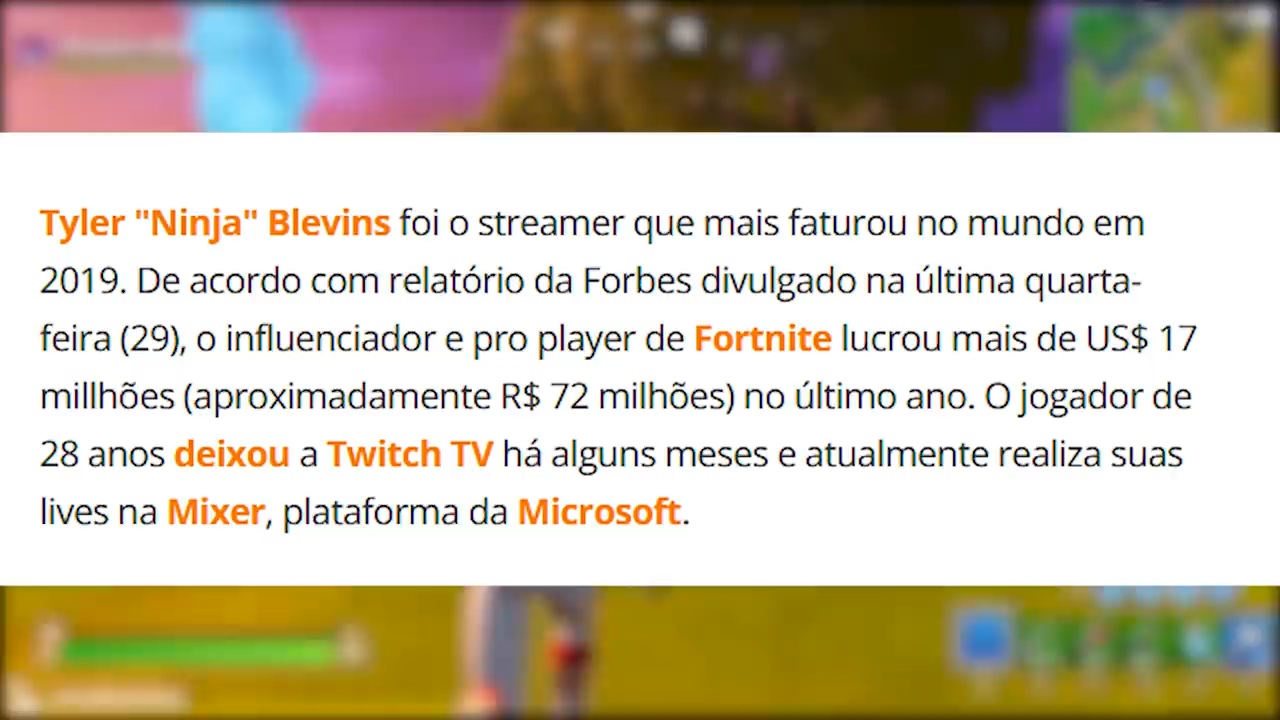 Tyler "Ninja" Blevins foi o streamer que mais faturou no mundo em
2019. De acordo com relatório da Forbes divulgado na última quarta-
feira (29), o influenciador e pro player de Fortnite lucrou mais de US$ 17
millhões (aproximadamente R$ 72 milhões) no último ano. O jogador de
28 anos deixou a Twitch TV há alguns meses e atualmente realiza suas
lives na Mixer, plataforma da Microsoft.